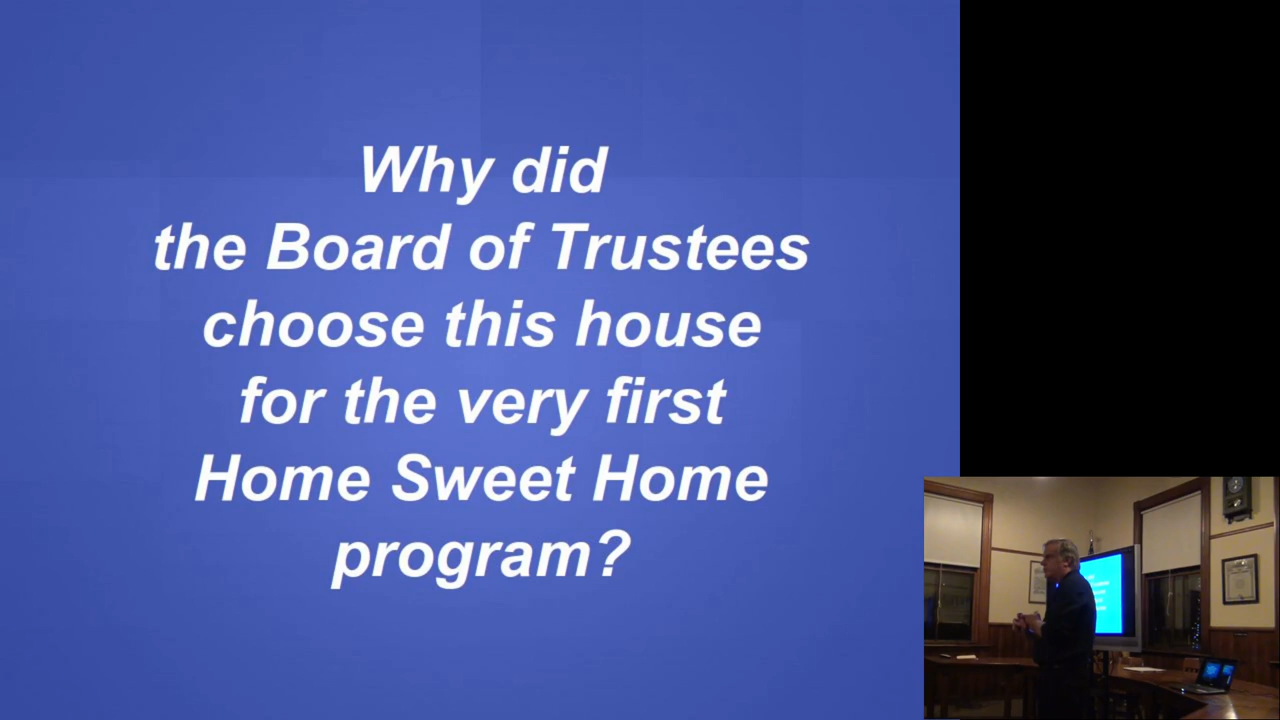 Why did
the Board of Trustees
choose this house
for the very first
Home Sweet Home
program?